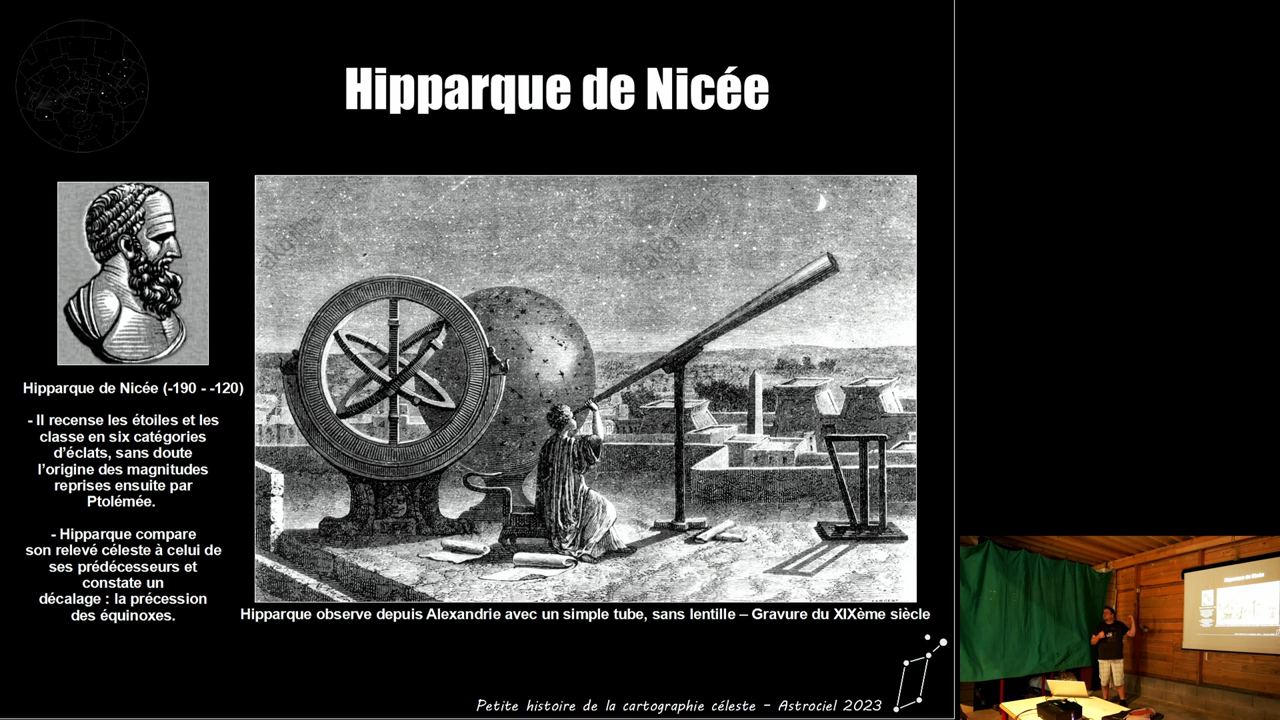 Hipparque de Nicée
Hipparque de Nicée (-190 - -120)
- Il recense les étoiles et les
classe en six catégories
d’éclats, sans doute
l’origine des magnitudes
reprises ensuite par
Ptolémée.
- Hipparque compare
son relevé céleste à celui de
ses prédécesseurs et
constate un
décalage : la précession
des équinoxes.
Hipparque observe depuis Alexandrie avec un simple tube, sans lentille – Gravure du XIXème siècle
Petite histoire de la cartographie céleste - Astrociel 2023